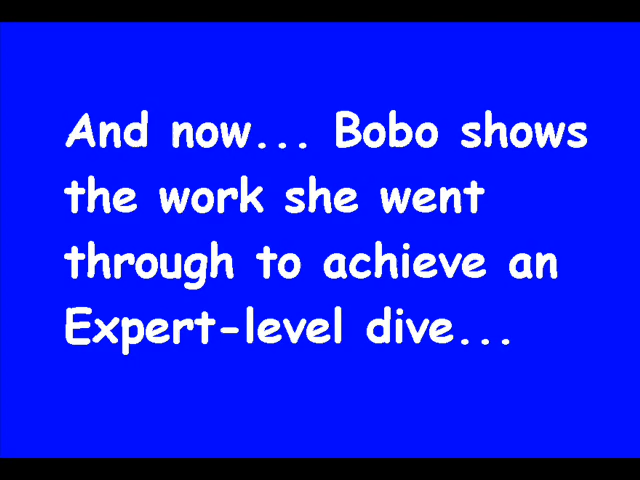 And now... Bobo shows
the work she went
through to achieve an
Expert-level dive...